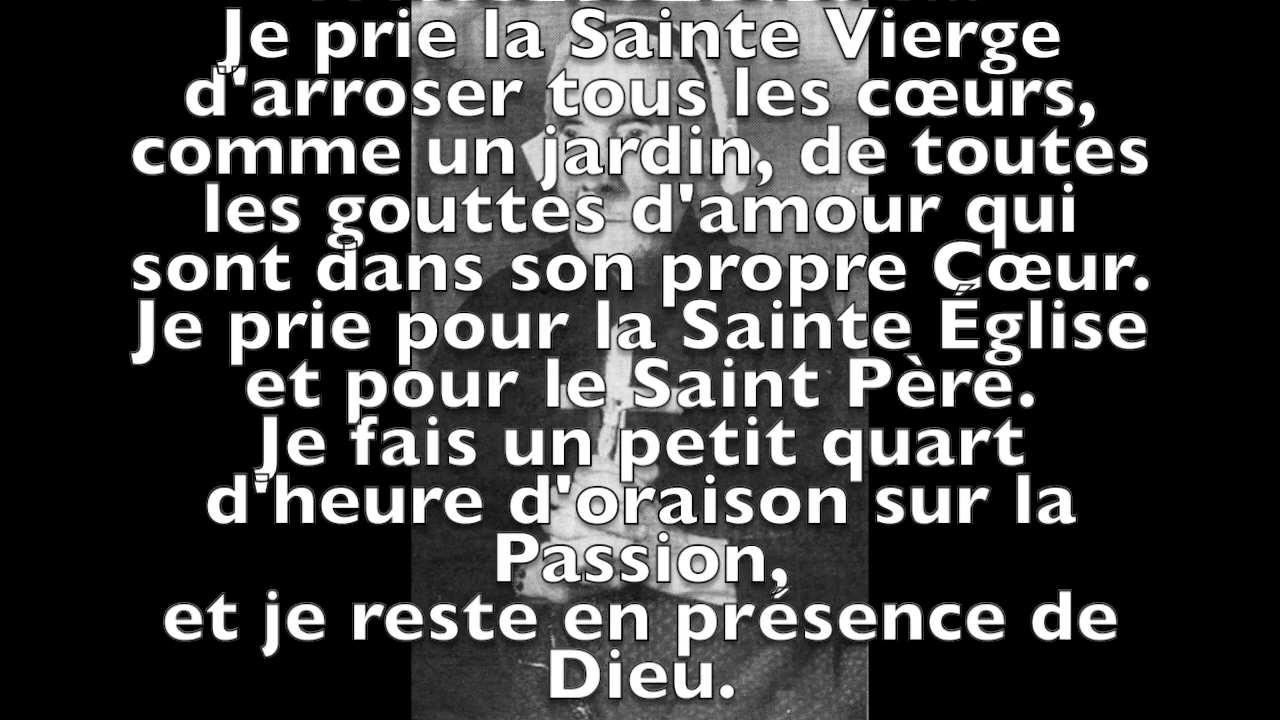 Je prie la Sainte Vierge
d'arroser tous les cœurs,
comme un jardin, de toutes
les gouttes d'amour qui
sont dans son propre Cœur.
Je prie pour la Sainte Église
et pour le Saint Père.
Je fais un petit quart
d'heure d'oraison sur la
Passion,
et je reste en présence de
Dieu.